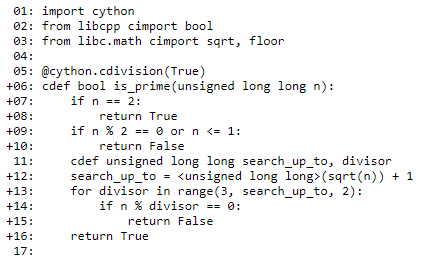 01: import cython
02: from libcpp cimport bool
03: from libc.math cimport sqrt, floor
04:
05: @cython.cdivision(True)
+06: cdef bool is_prime(unsigned long long n):
+07:     if n == 2:
+08:         return True
+09:     if n % 2 == 0 or n <= 1:
+10:         return False
11:     cdef unsigned long long search_up_to, divisor
+12:     search_up_to = <unsigned long long>(sqrt(n)) + 1
+13:     for divisor in range(3, search_up_to, 2):
+14:         if n % divisor == 0:
+15:             return False
+16:     return True
17: